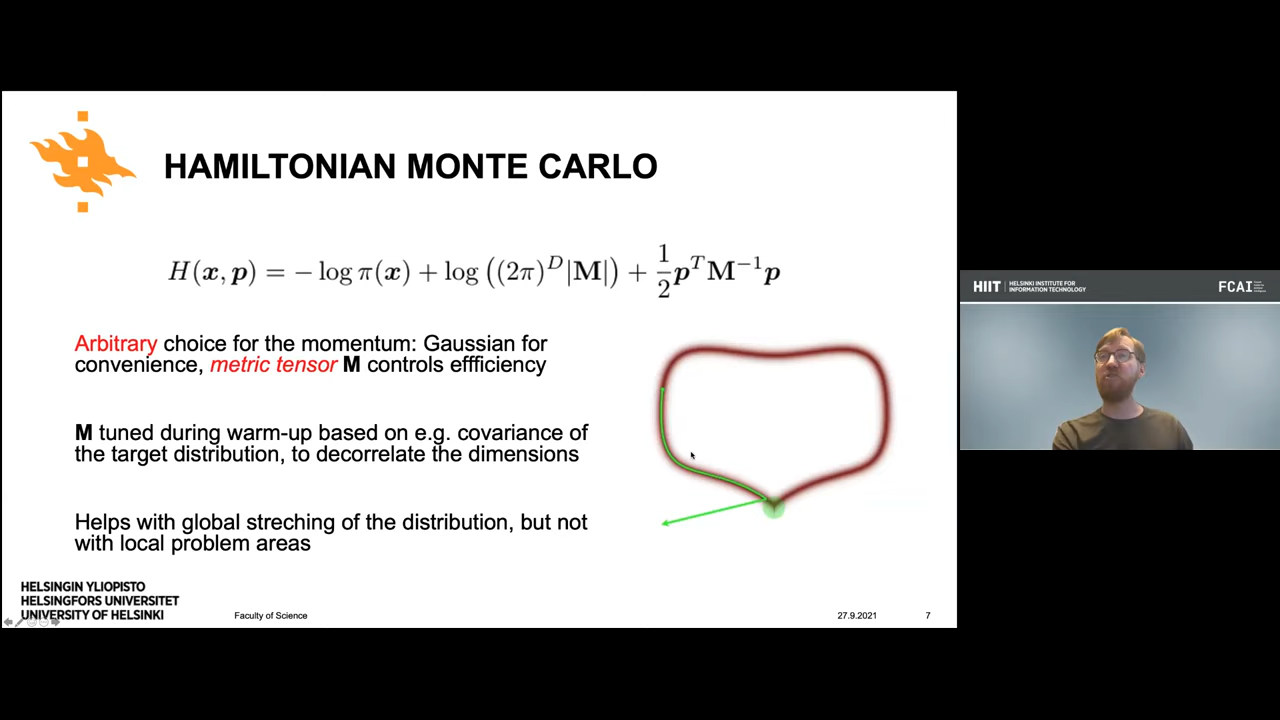 HAMILTONIAN MONTE CARLO
H(x, p) = − log π(x) + log ((2π)^D |M|) + 1/2 p^T M^−1 p
Arbitrary choice for the momentum: Gaussian for
convenience, metric tensor M controls effficiency
M tuned during warm-up based on e.g. covariance of
the target distribution, to decorrelate the dimensions
Helps with global streching of the distribution, but not
with local problem areas
HELSINGIN YLIOPISTO
HELSINGFORS UNIVERSITET
UNIVERSITY OF HELSINKI
Faculty of Science
27.9.2021
7
HIIT
HELSINKI INSTITUTE FOR
INFORMATION TECHNOLOGY
FCAI